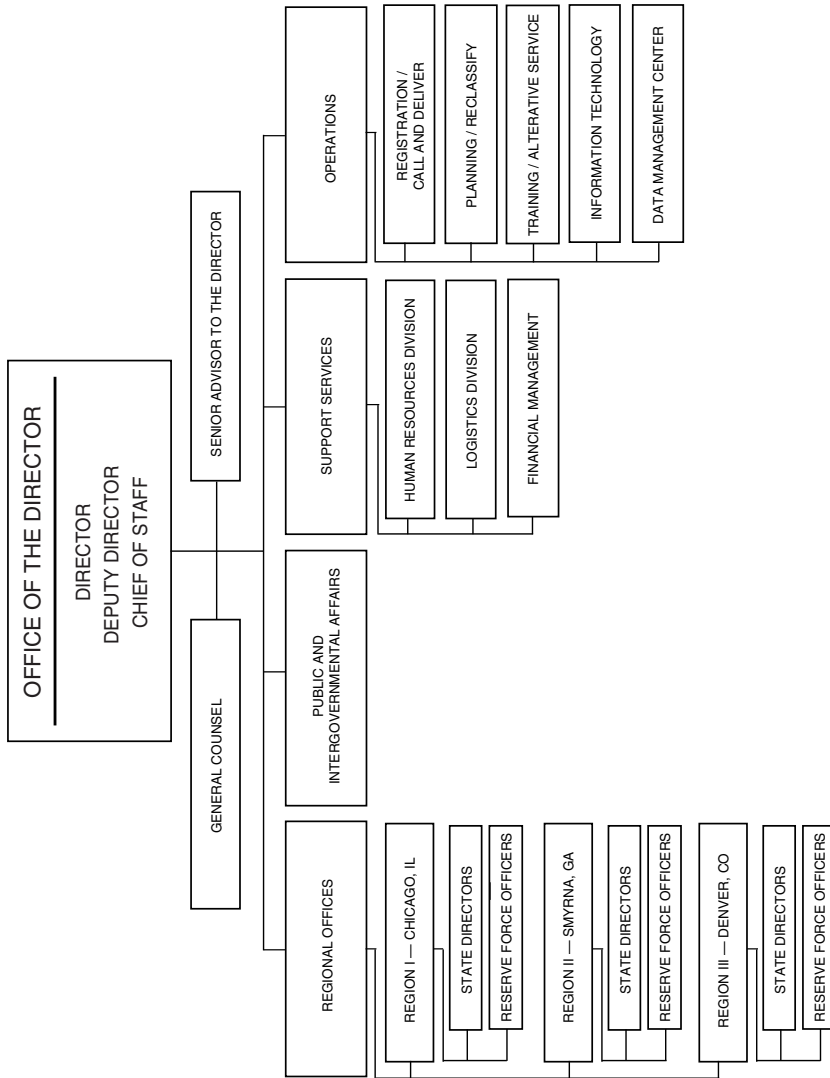 OFFICE OF THE DIRECTOR
DIRECTOR
DEPUTY DIRECTOR
CHIEF OF STAFF
GENERAL COUNSEL
SENIOR ADVISOR TO THE DIRECTOR
REGIONAL OFFICES
REGION I — CHICAGO, IL
STATE DIRECTORS
RESERVE FORCE OFFICERS
REGION II — SMYRNA, GA
STATE DIRECTORS
RESERVE FORCE OFFICERS
REGION III — DENVER, CO
STATE DIRECTORS
RESERVE FORCE OFFICERS
PUBLIC AND
INTERGOVERNMENTAL AFFAIRS
SUPPORT SERVICES
HUMAN RESOURCES DIVISION
LOGISTICS DIVISION
FINANCIAL MANAGEMENT
OPERATIONS
REGISTRATION /
CALL AND DELIVER
PLANNING / RECLASSIFY
TRAINING / ALTERATIVE SERVICE
INFORMATION TECHNOLOGY
DATA MANAGEMENT CENTER